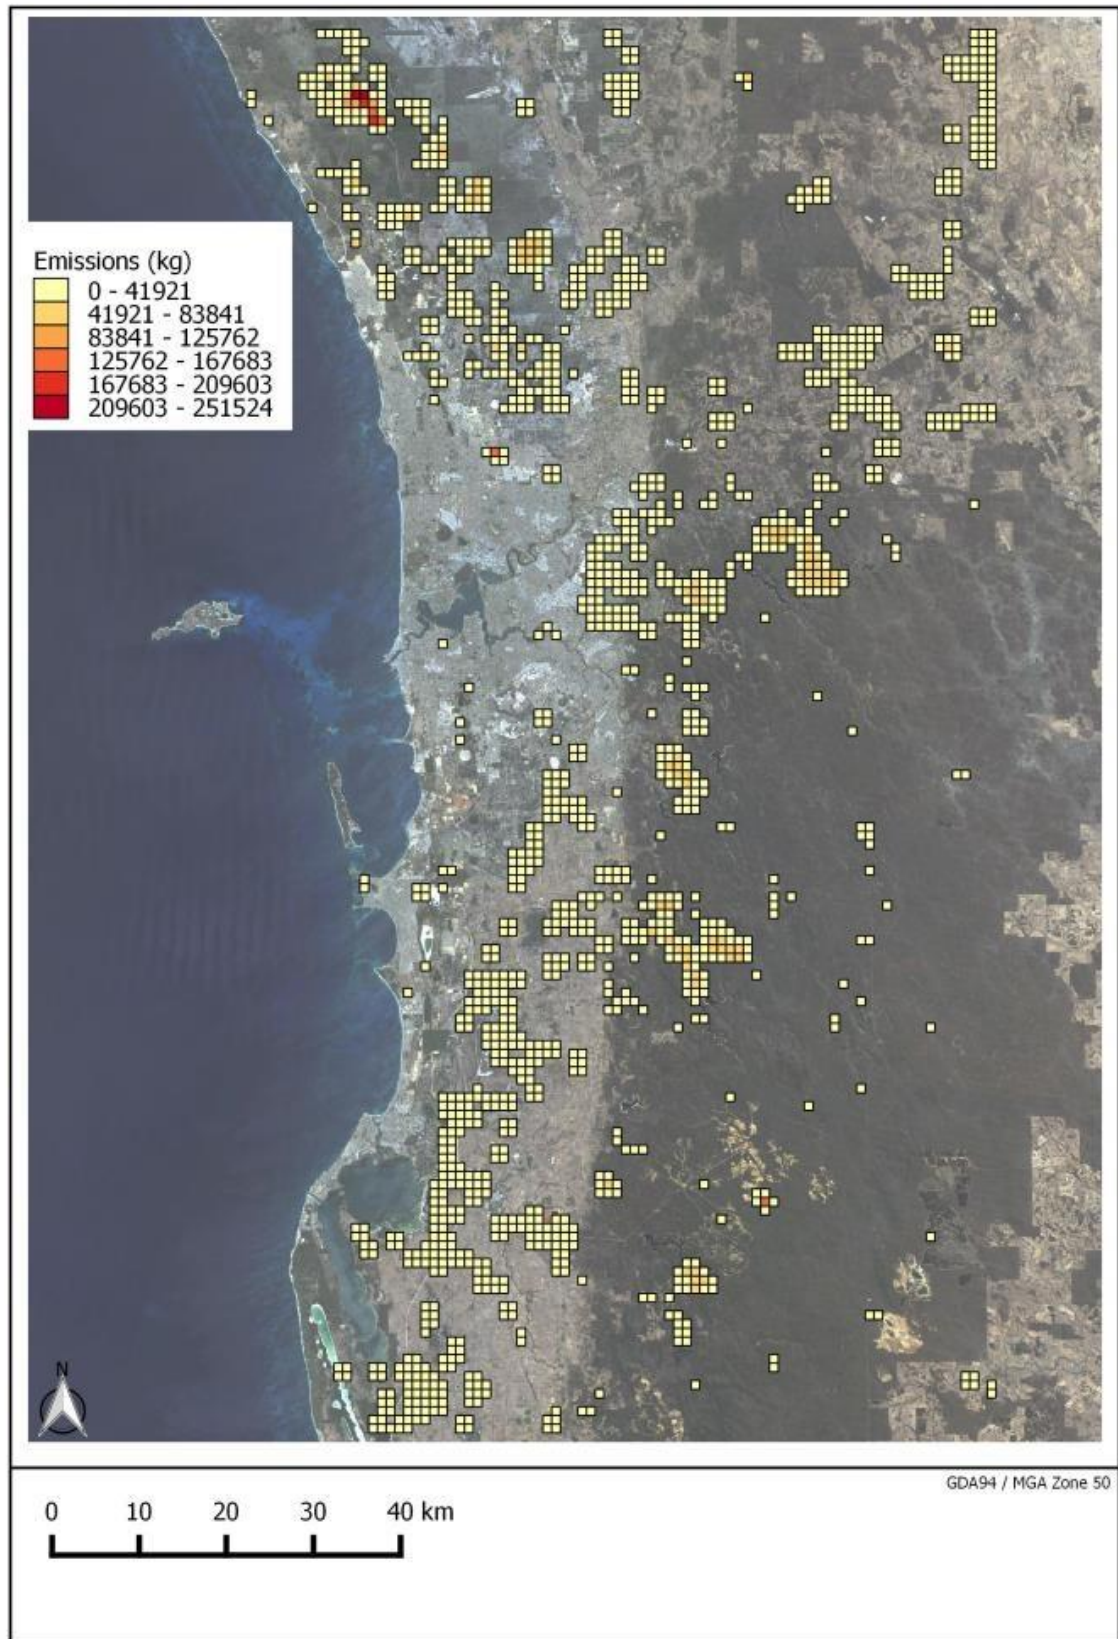 Emissions (kg)
0 - 41921
41921 - 83841
83841 - 125762
125762 - 167683
167683 - 209603
209603 - 251524
N
GDA94 / MGA Zone 50
0 10 20 30 40 km